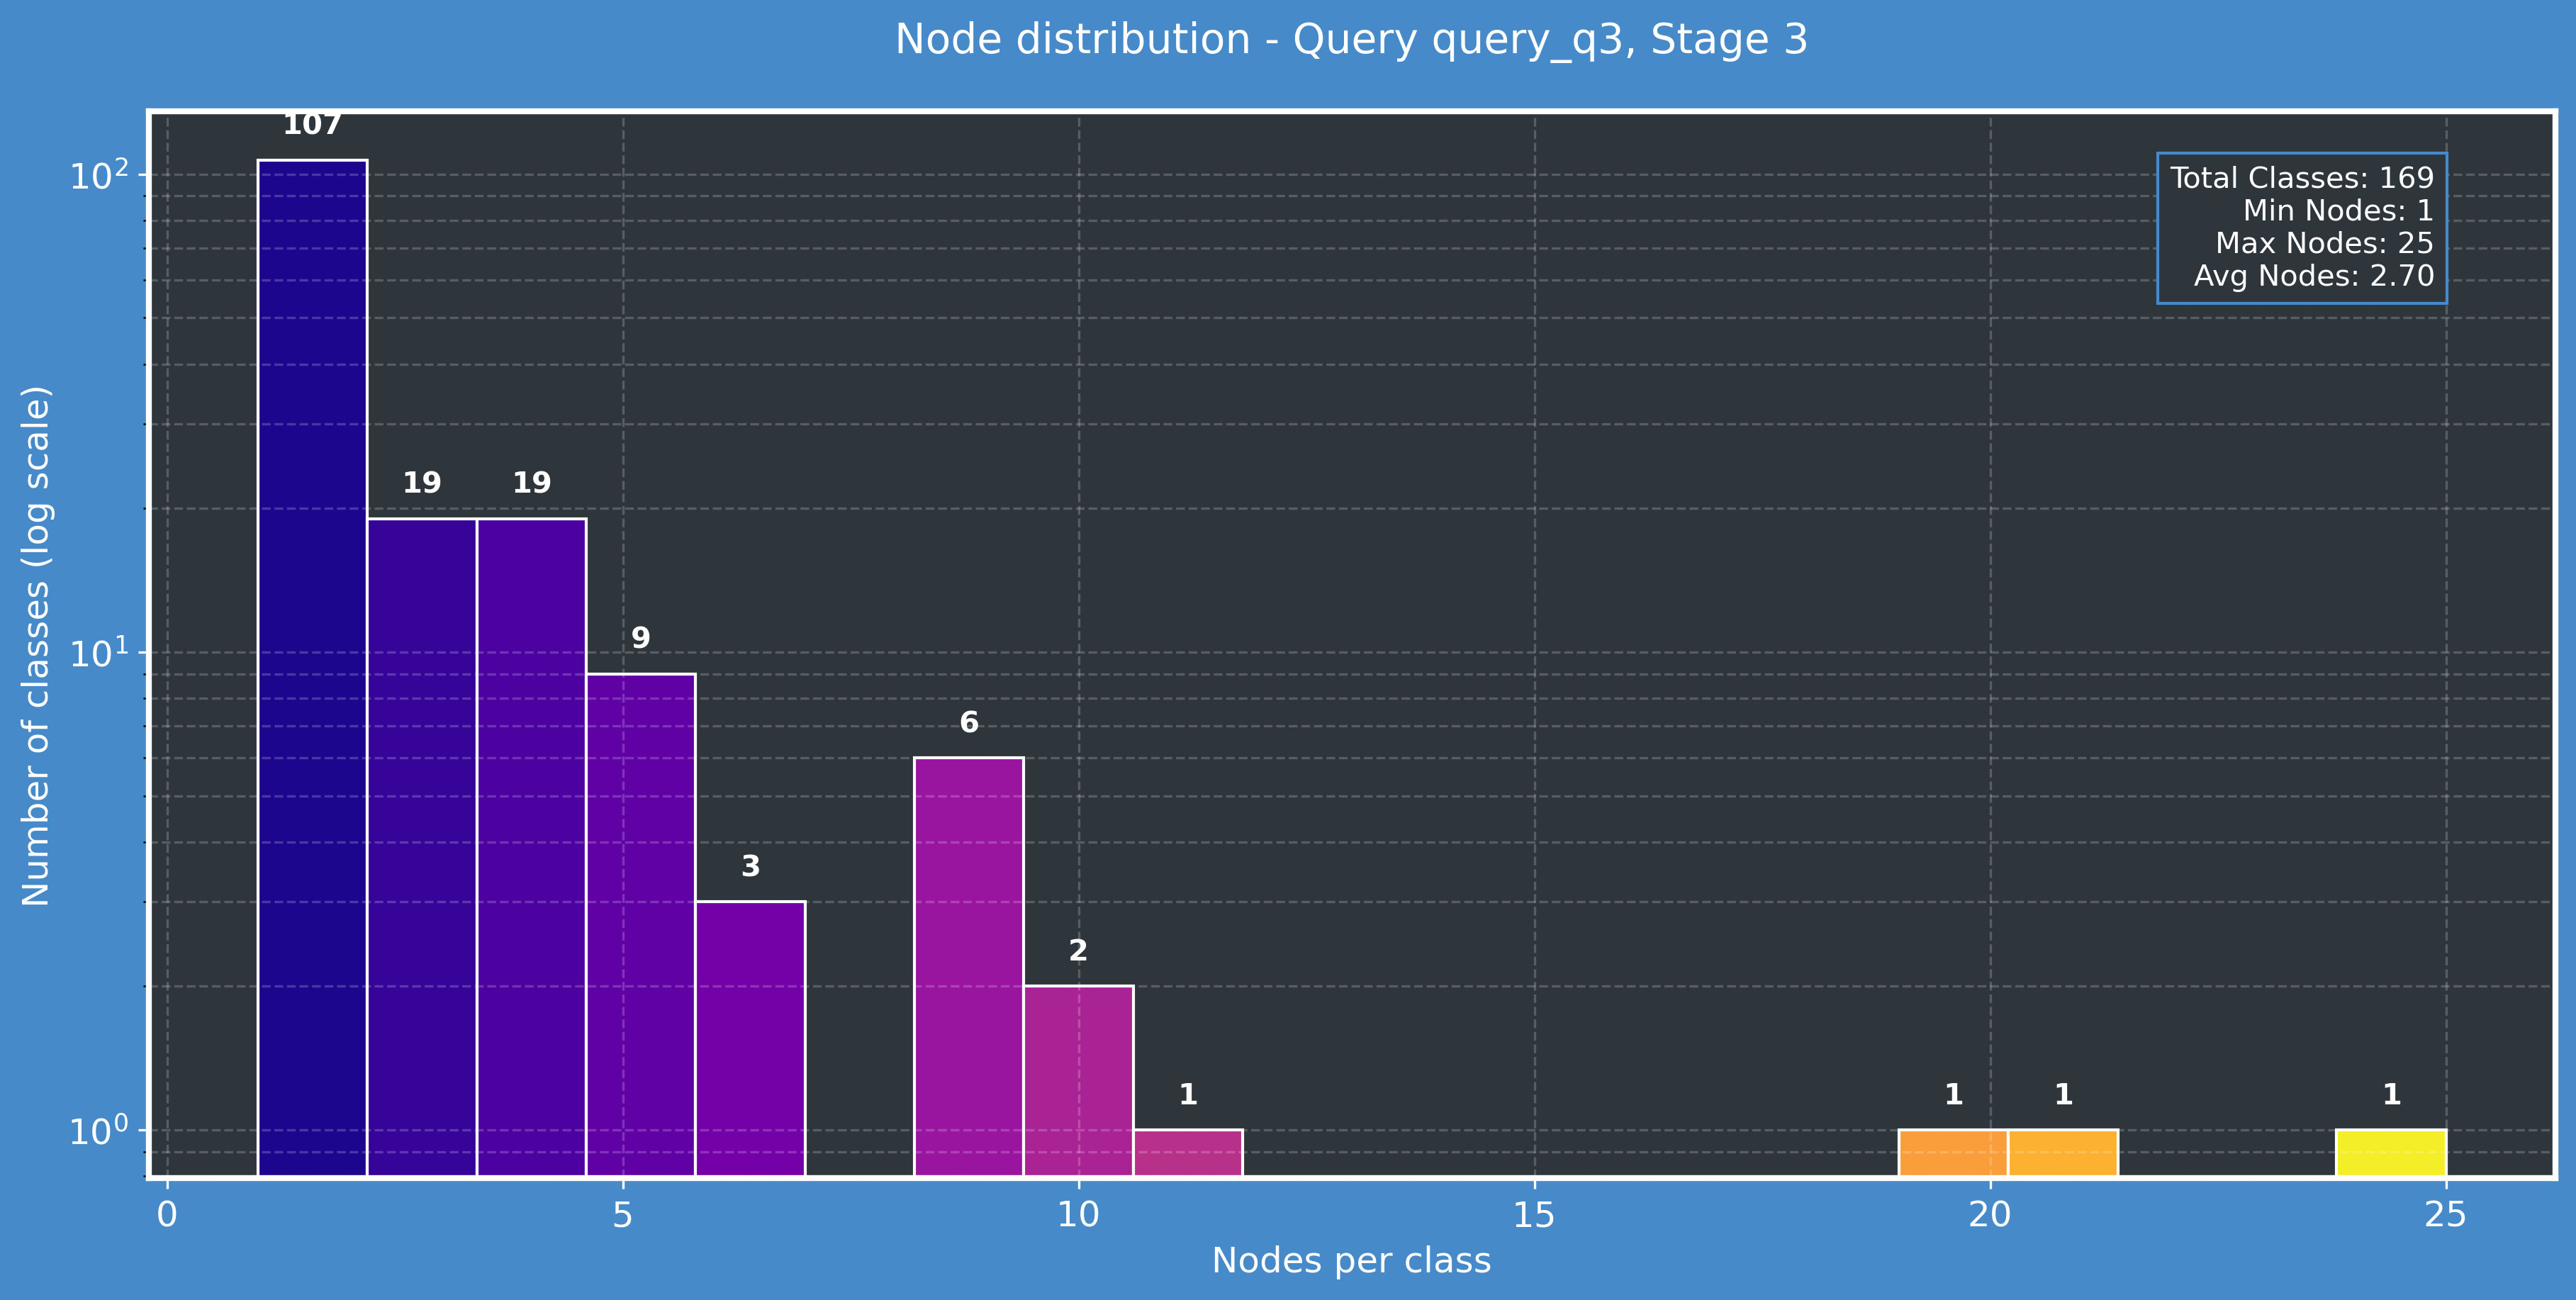 Node distribution - Query query_q3, Stage 3
Number of classes (log scale)
10²
10¹
10⁰
107
19
19
9
3
6
2
1
1
1
1
Total Classes: 169
Min Nodes: 1
Max Nodes: 25
Avg Nodes: 2.70
0
5
10
15
20
25
Nodes per class